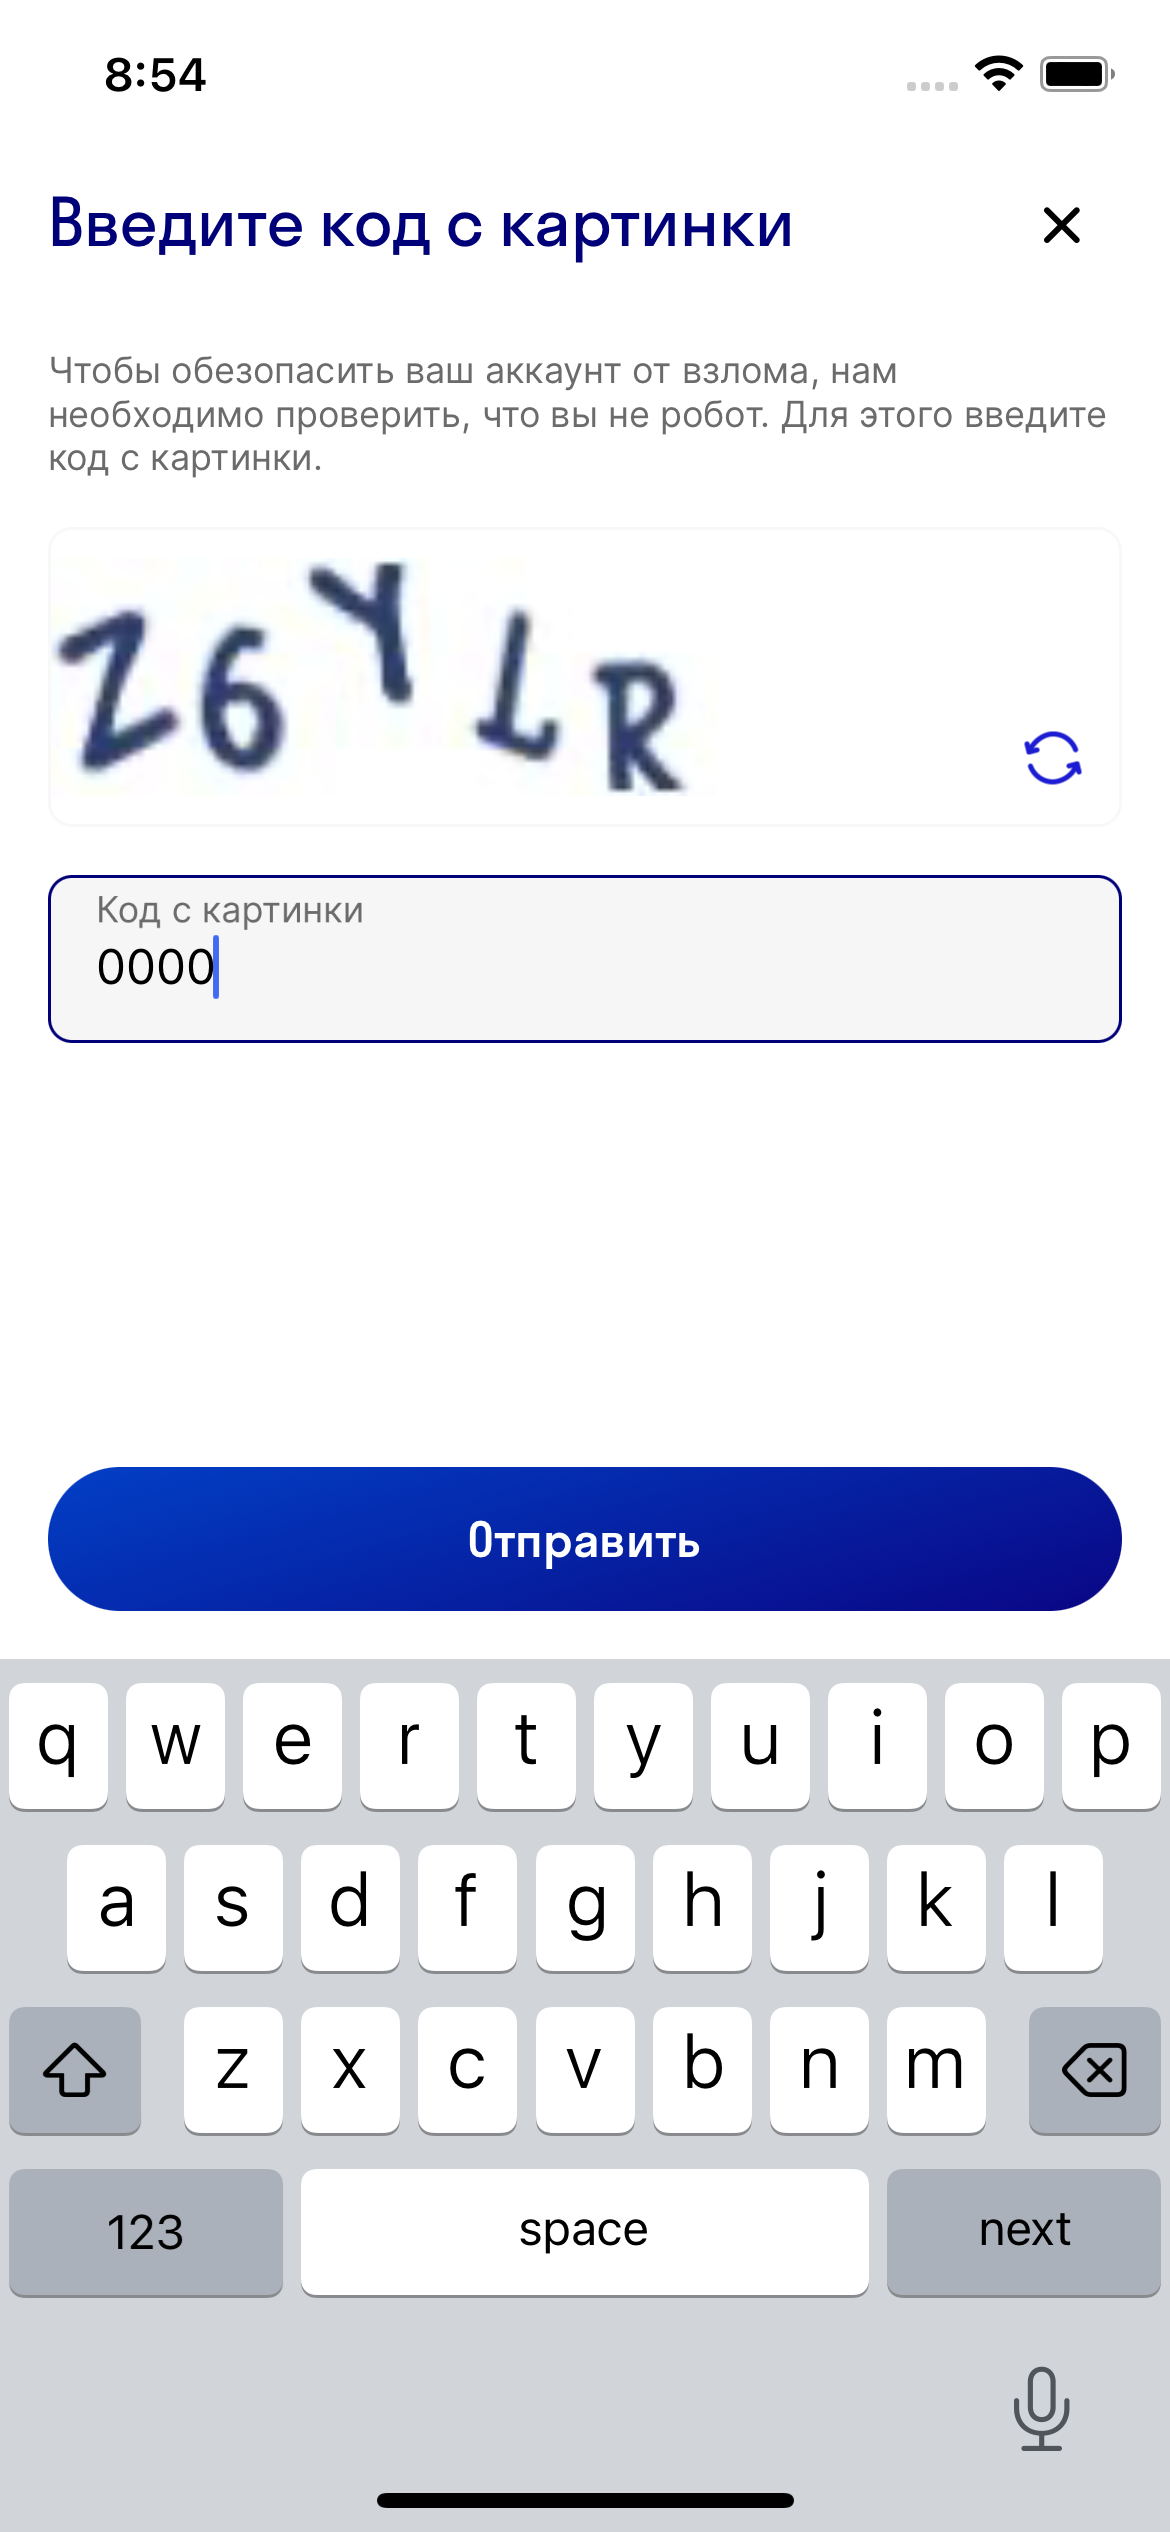 8:54
Введите код с картинки
Чтобы обезопасить ваш аккаунт от взлома, нам
необходимо проверить, что вы не робот. Для этого введите
код с картинки.
Z6YLR
Код с картинки
0000
Отправить
q w e r t y u i o p
a s d f g h j k l
z x c v b n m
123 space next